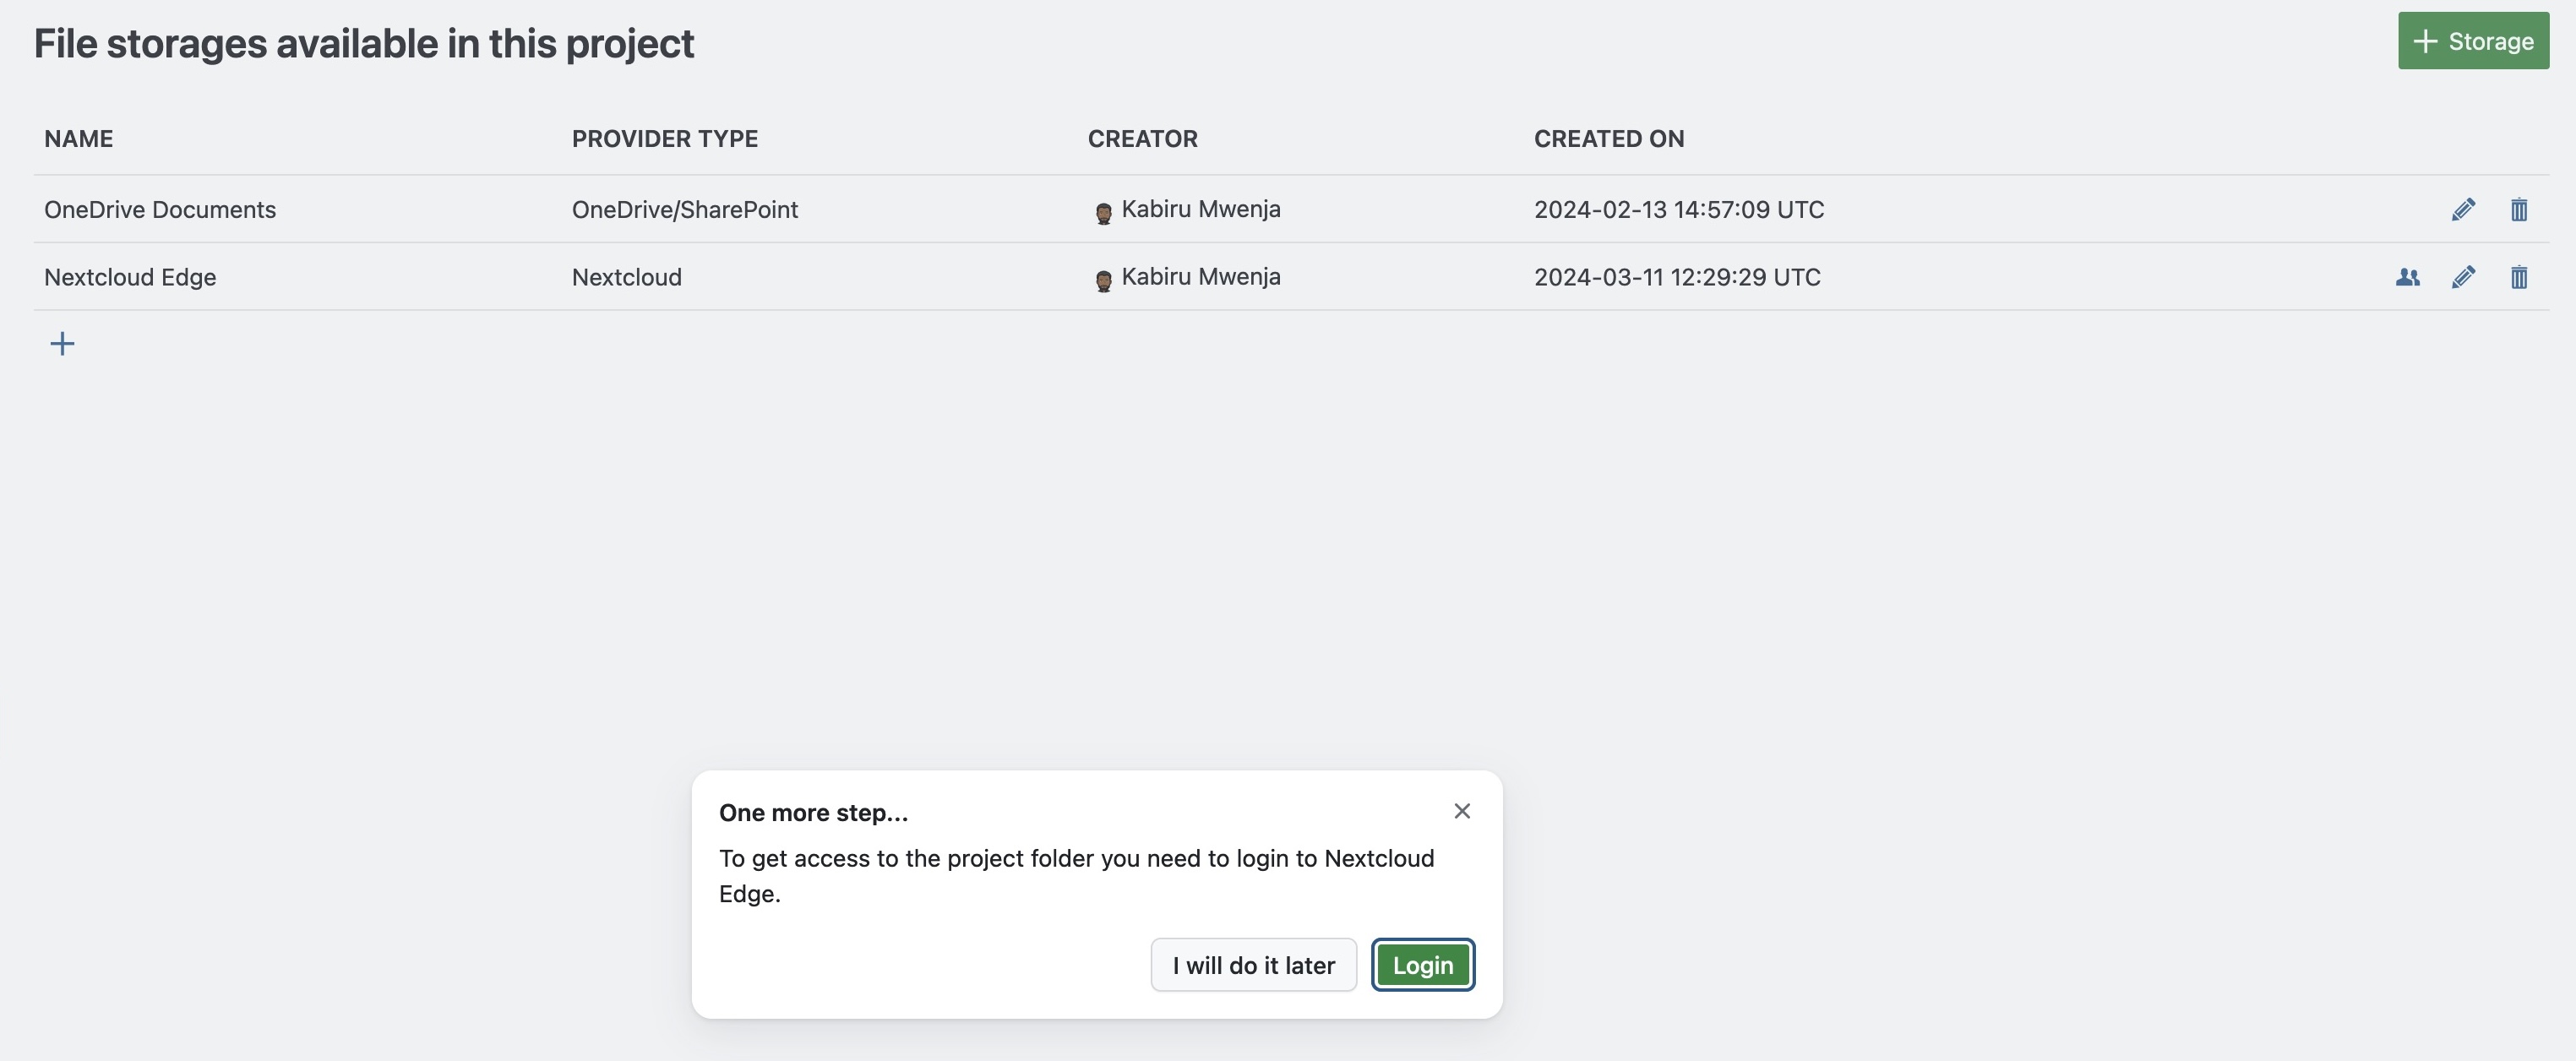 File storages available in this project
+ Storage
NAME PROVIDER TYPE CREATOR CREATED ON
OneDrive Documents OneDrive/SharePoint Kabiru Mwenja 2024-02-13 14:57:09 UTC
Nextcloud Edge Nextcloud Kabiru Mwenja 2024-03-11 12:29:29 UTC
+
One more step...
To get access to the project folder you need to login to Nextcloud
Edge.
I will do it later Login